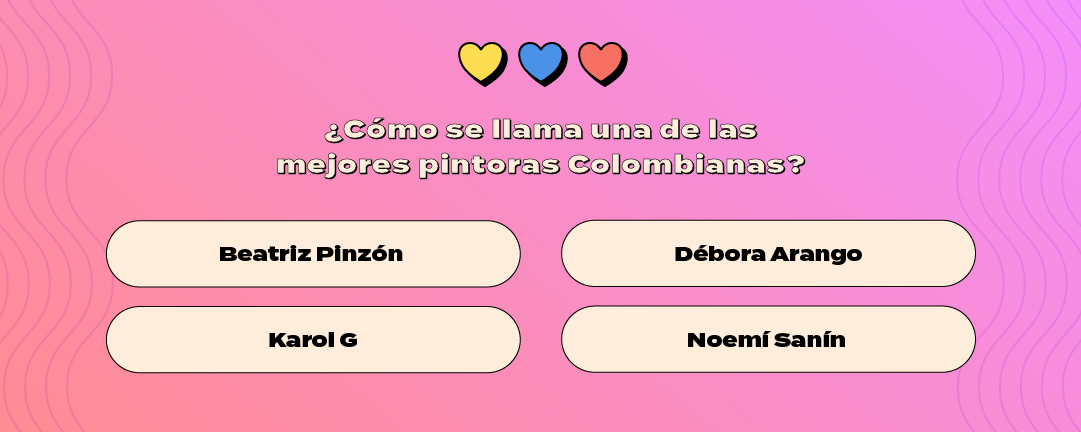 ¿Cómo se llama una de las
mejores pintoras Colombianas?
Beatriz Pinzón
Débora Arango
Karol G
Noemí Sanín